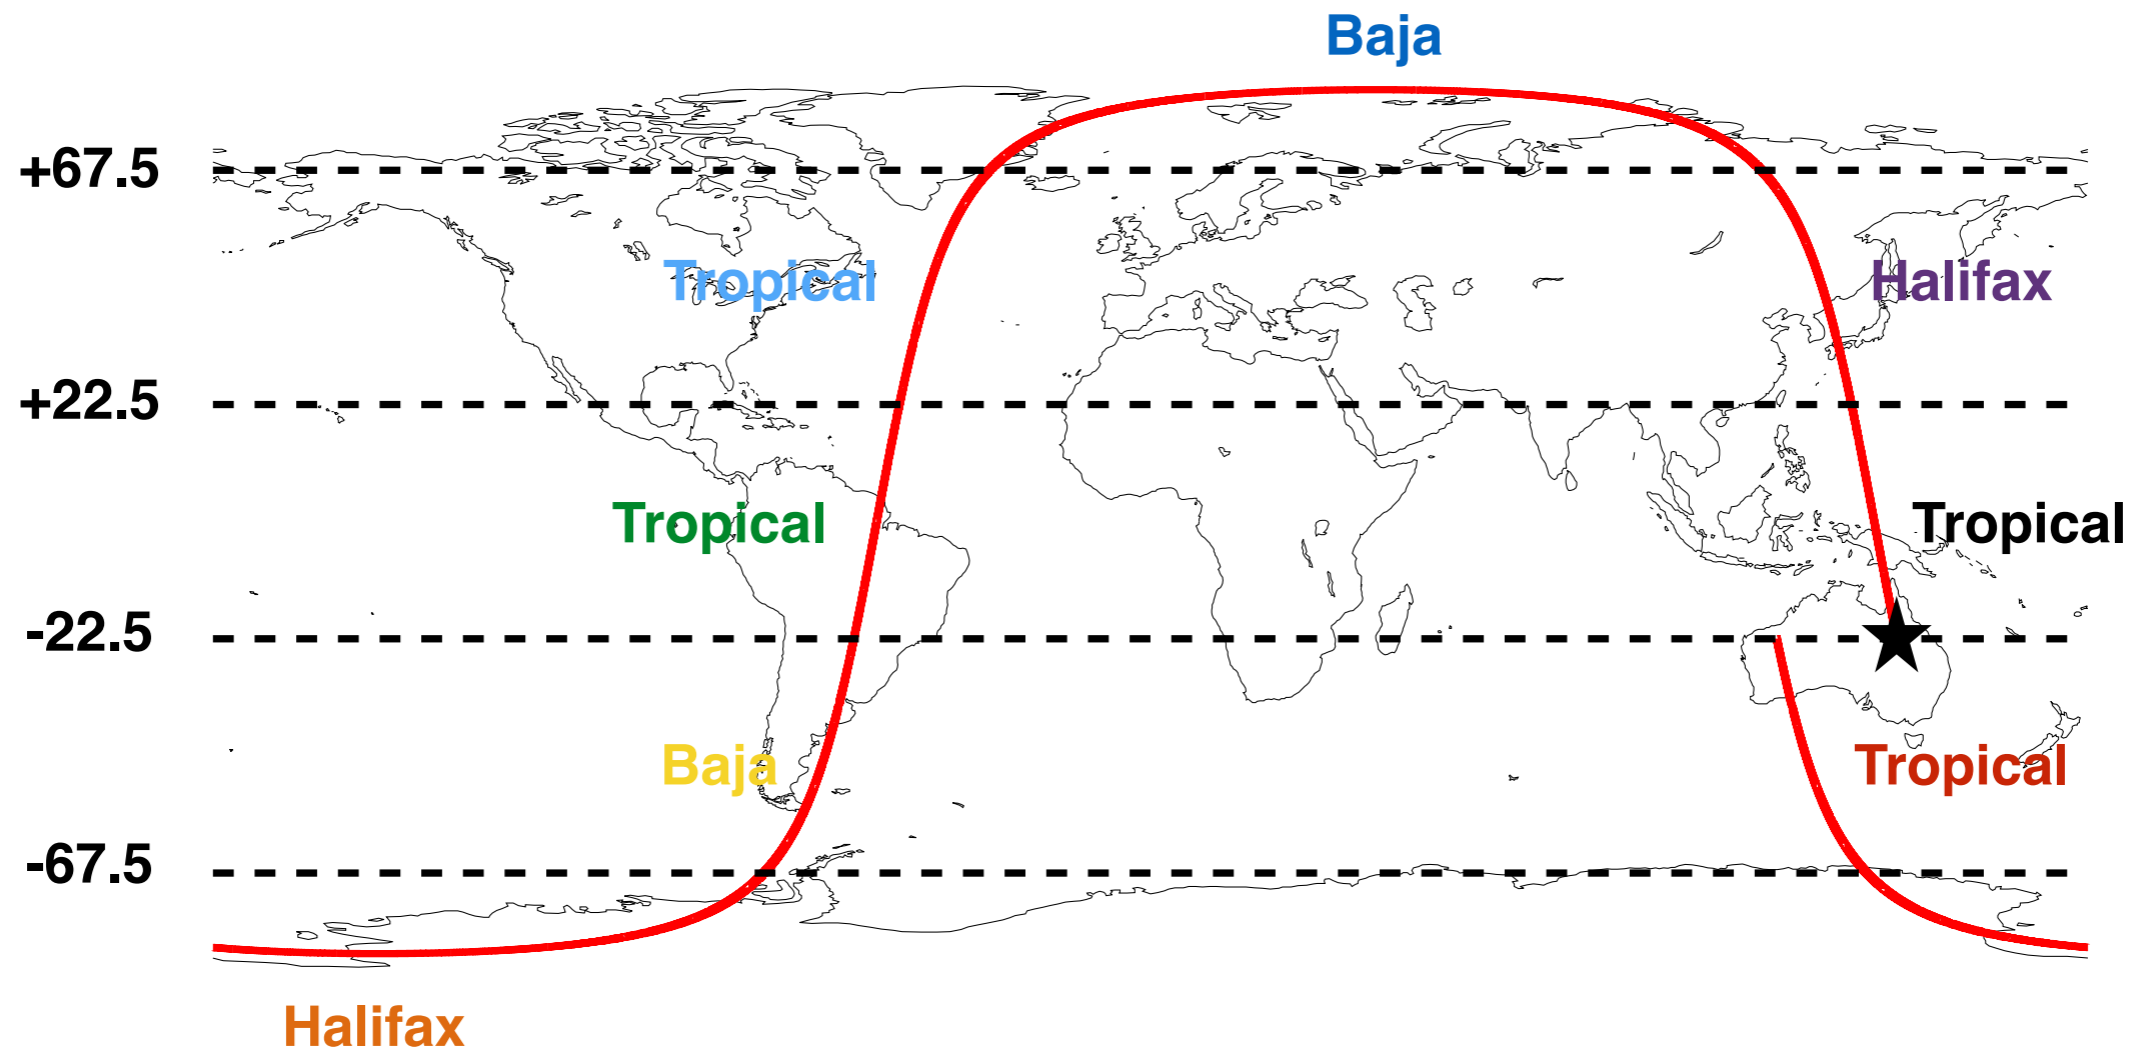 Baja
+67.5
Tropical
Halifax
+22.5
Tropical
Tropical
-22.5
Baja
Tropical
-67.5
Halifax